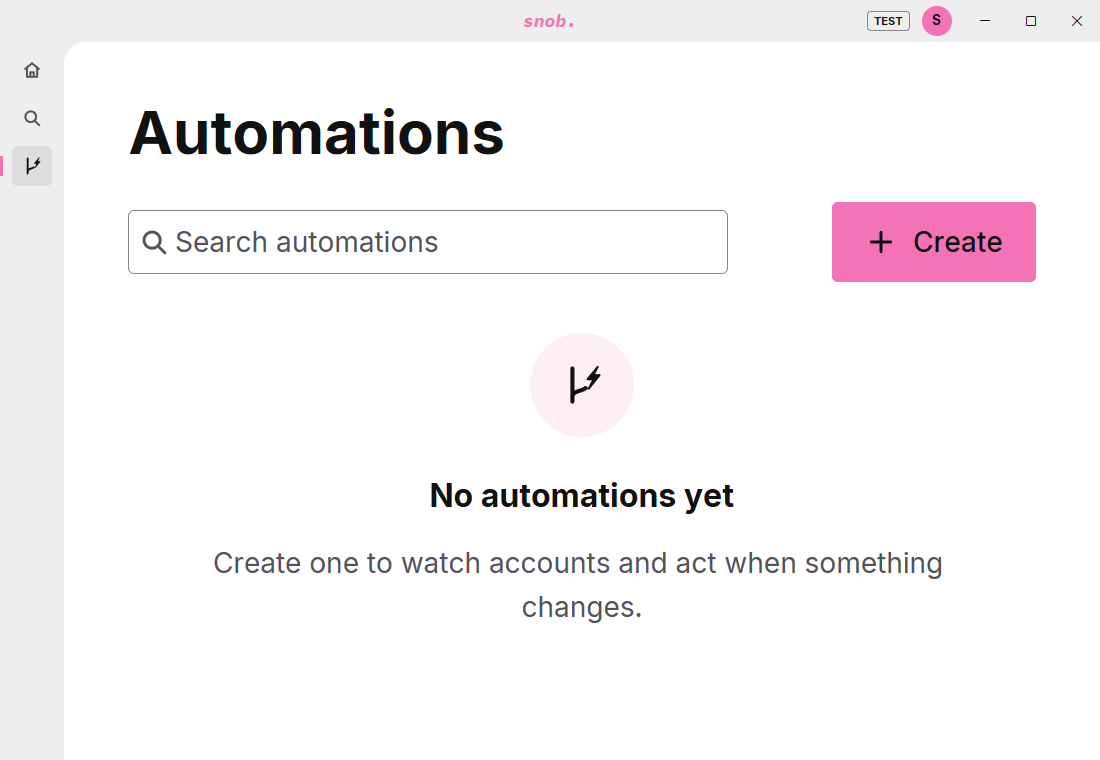 snob.
TEST
S
Automations
Search automations
Create
No automations yet
Create one to watch accounts and act when something
changes.